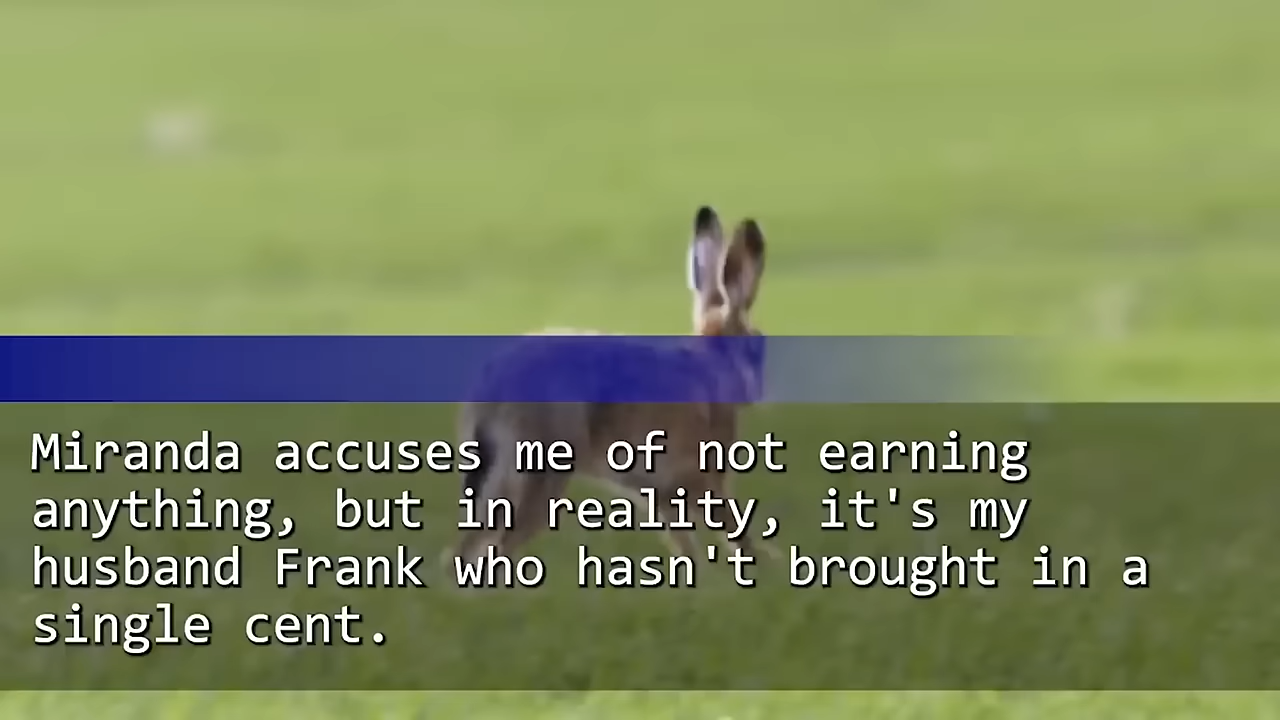 Miranda accuses me of not earning
anything, but in reality, it's my
husband Frank who hasn't brought in a
single cent.